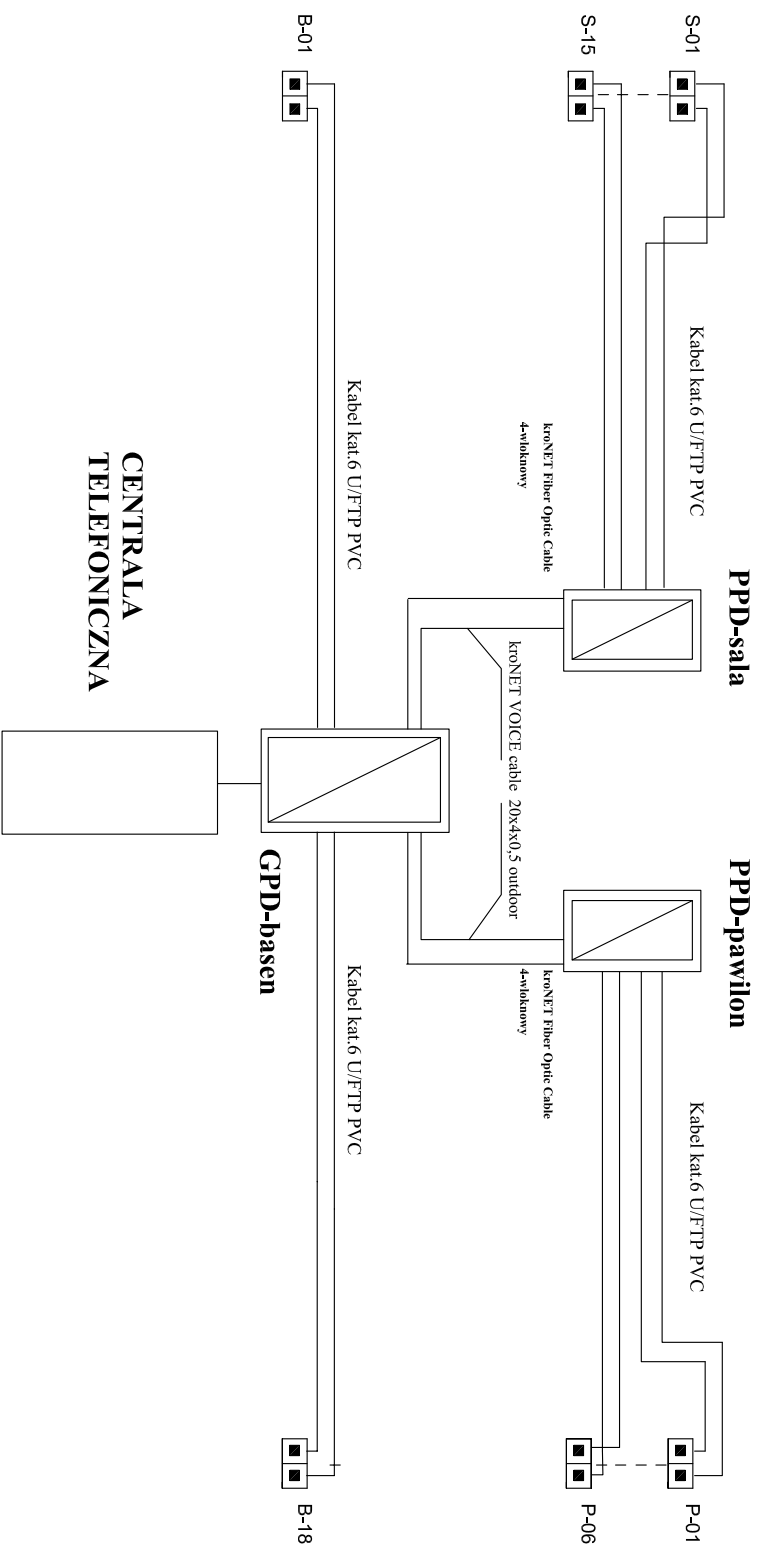 PPD-sala
PPD-pawilon
S-01
Kabel kat.6 U/FTP PVC
Kabel kat.6 U/FTP PVC
P-01
S-15
P-06
kroNET Fiber Optic Cable
4-wloknowy
kroNET VOICE cable 20x4x0,5 outdoor
kroNET Fiber Optic Cable
4-wloknowy
Kabel kat.6 U/FTP PVC
Kabel kat.6 U/FTP PVC
B-01
B-18
GPD-basen
CENTRALA
TELEFONICZNA